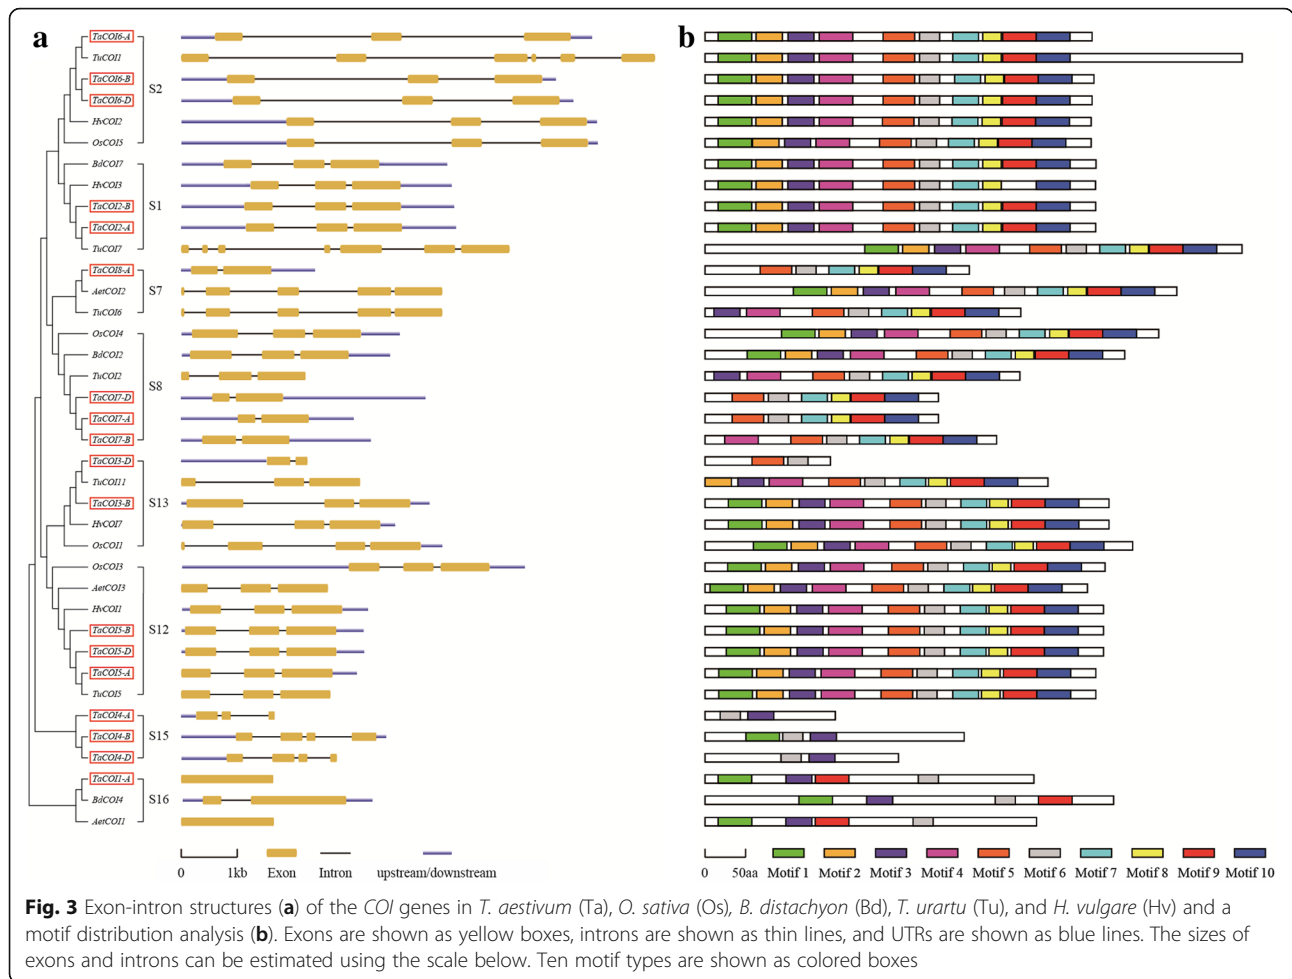 a
b
TaCOI6-A
TuCOI1
TaCOI6-B
TaCOI6-D
HvCOI2
OsCOI5
S2
BdCOI7
HvCOI3
TaCOI2-B
TaCOI2-A
TuCOI7
S1
TaCOI8-A
AetCOI2
TuCOI6
S7
OsCOI4
BdCOI2
TuCOI2
TaCOI7-D
TaCOI7-A
TaCOI7-B
S8
TaCOI3-D
TuCOI11
TaCOI3-B
HvCOI7
OsCOI1
S13
OsCOI3
AetCOI3
HvCOI1
TaCOI5-B
TaCOI5-D
TaCOI5-A
TuCOI5
S12
TaCOI4-A
TaCOI4-B
TaCOI4-D
S15
TaCOI1-A
BdCOI4
AetCOI1
S16
0 1kb Exon Intron upstream/downstream
0 50aa Motif 1 Motif 2 Motif 3 Motif 4 Motif 5 Motif 6 Motif 7 Motif 8 Motif 9 Motif 10
Fig. 3 Exon-intron structures (a) of the COI genes in T. aestivum (Ta), O. sativa (Os), B. distachyon (Bd), T. urartu (Tu), and H. vulgare (Hv) and a
motif distribution analysis (b). Exons are shown as yellow boxes, introns are shown as thin lines, and UTRs are shown as blue lines. The sizes of
exons and introns can be estimated using the scale below. Ten motif types are shown as colored boxes